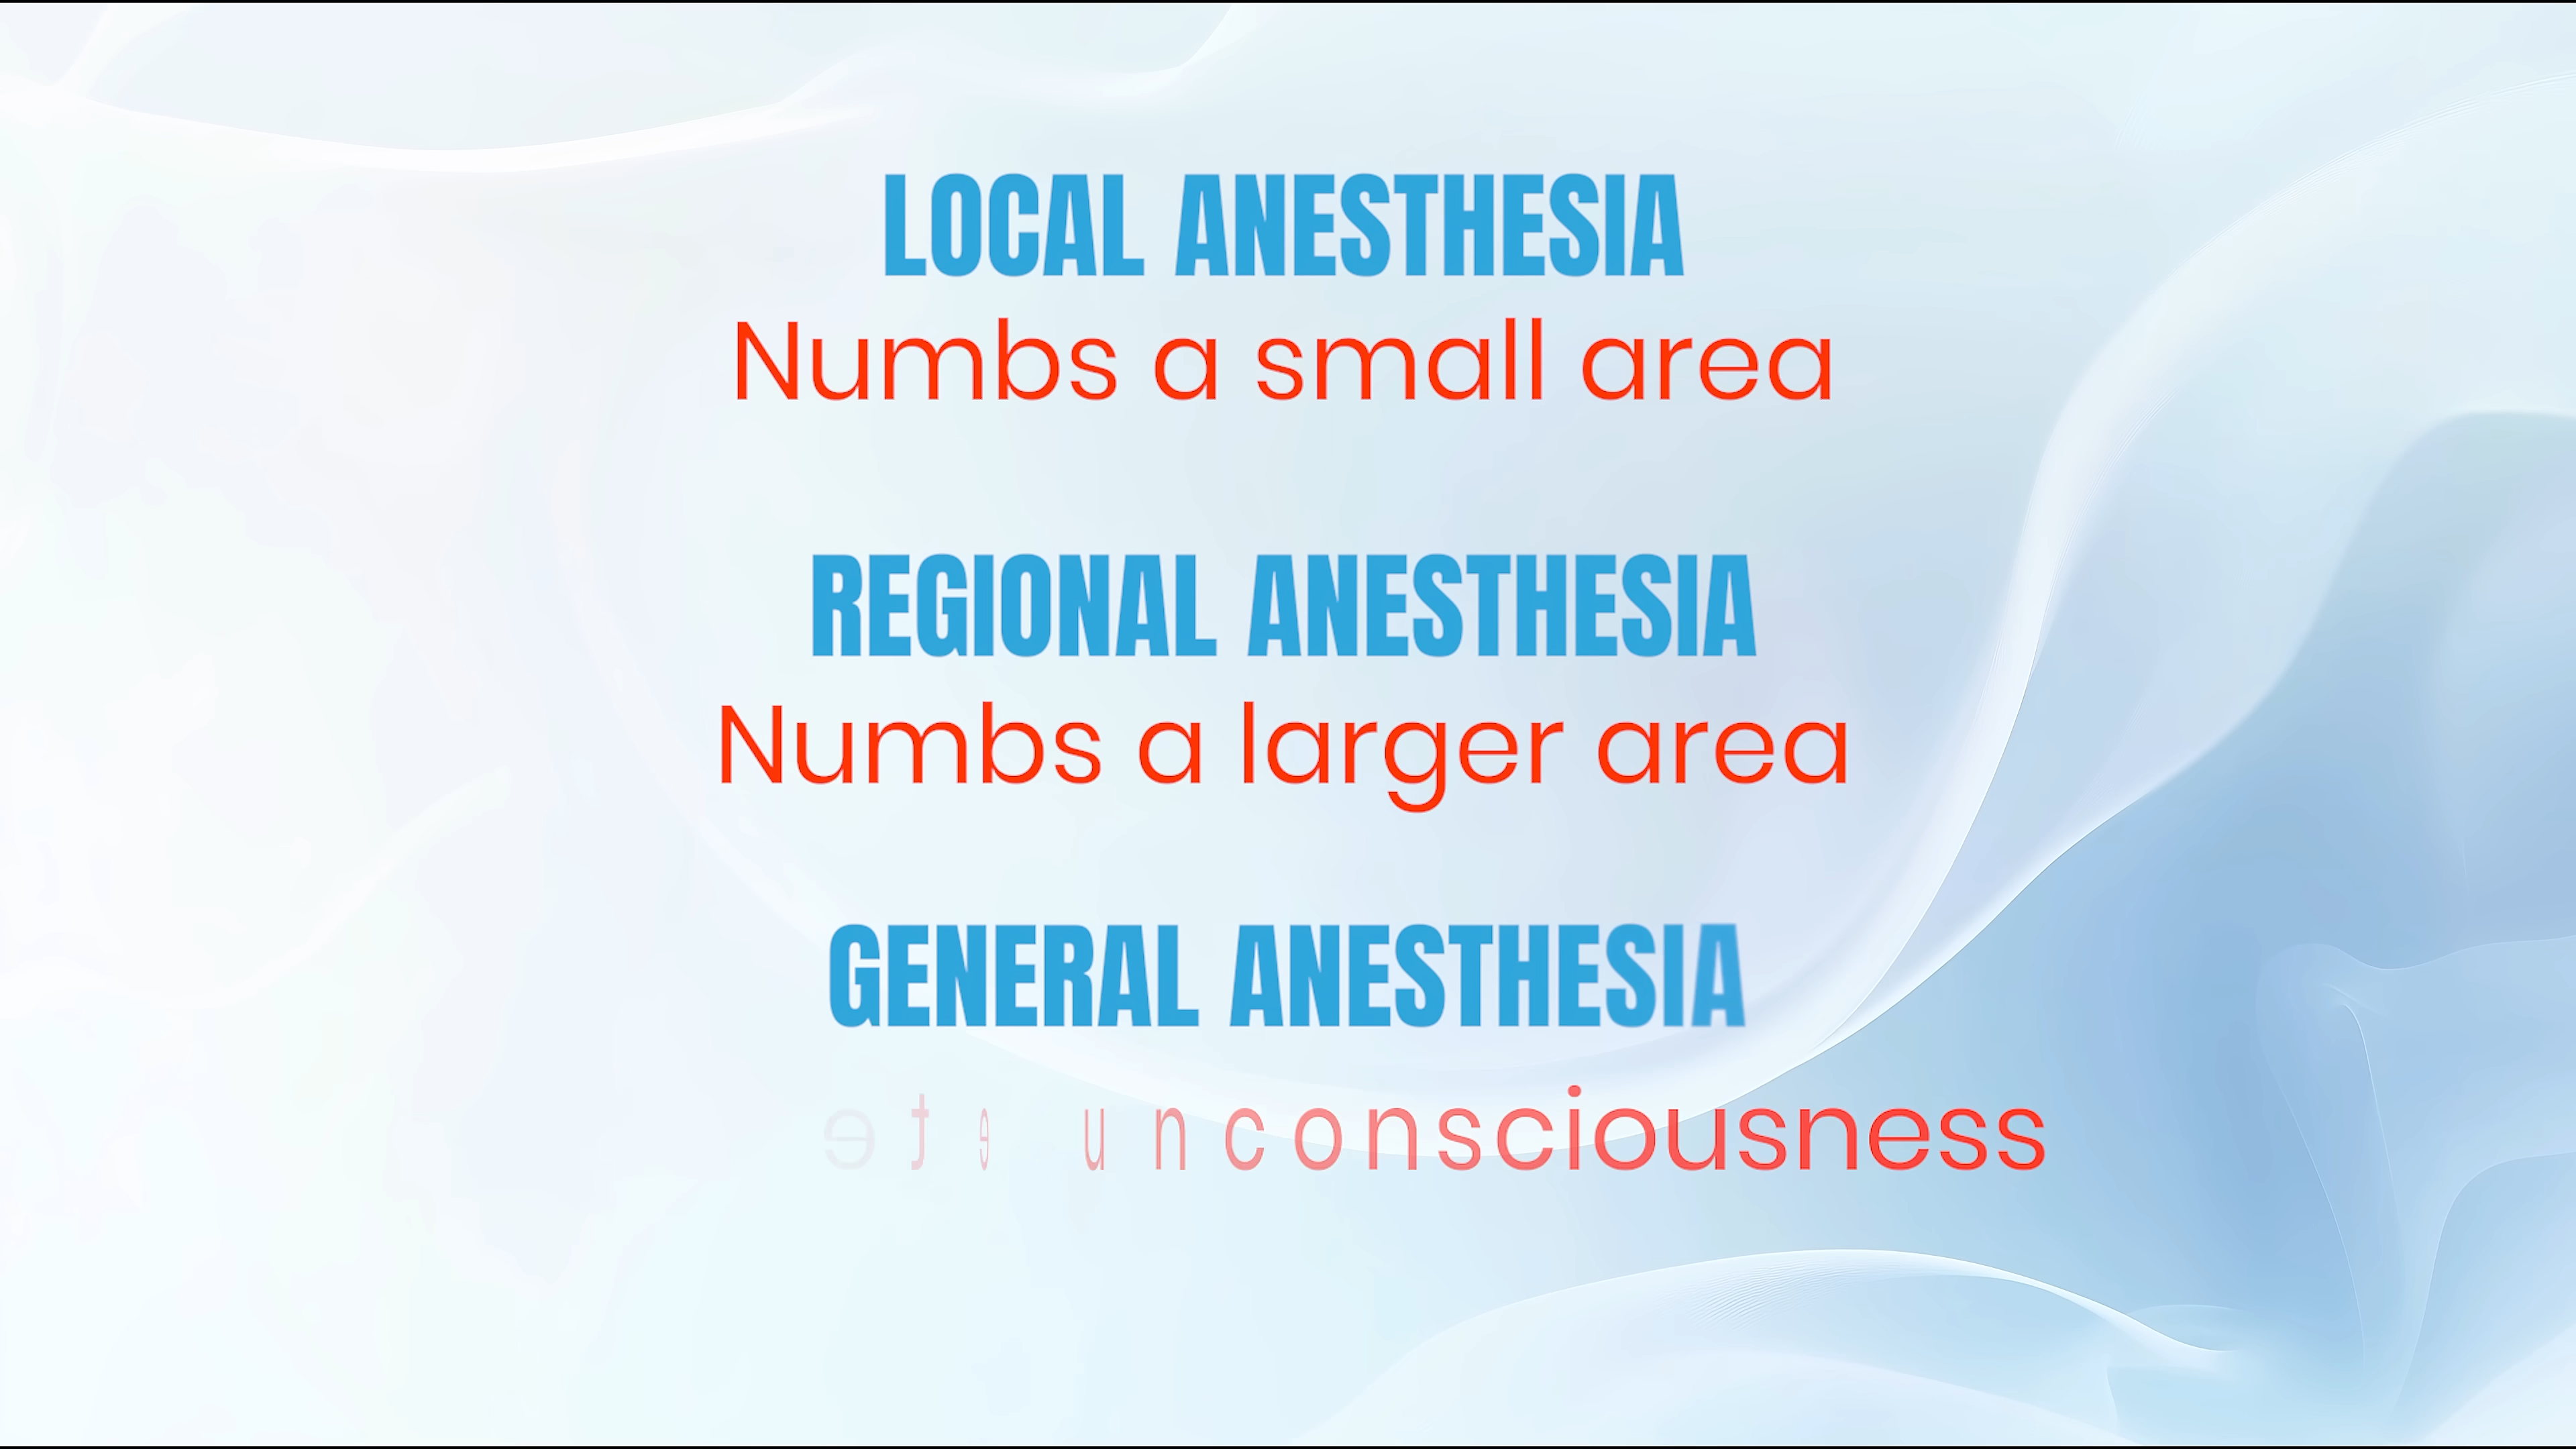 LOCAL ANESTHESIA
Numbs a small area
REGIONAL ANESTHESIA
Numbs a larger area
GENERAL ANESTHESIA
unconsciousness